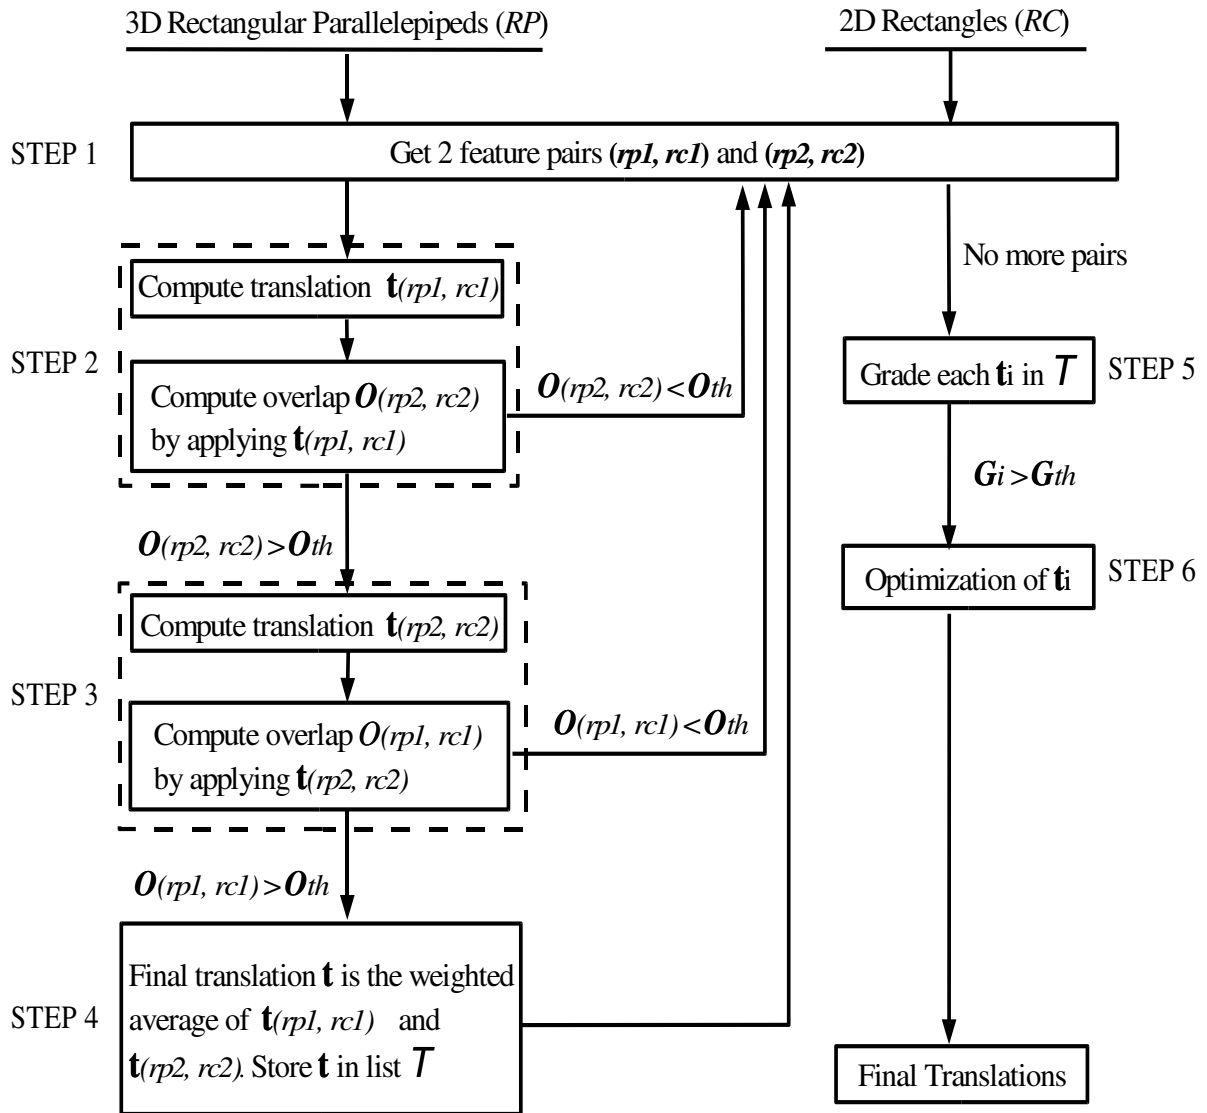 3D Rectangular Parallelepipeds (RP)
2D Rectangles (RC)
STEP 1
Get 2 feature pairs (rp1, rc1) and (rp2, rc2)
No more pairs
STEP 2
Compute translation t(rp1, rc1)
Compute overlap O(rp2, rc2)
by applying t(rp1, rc1)
O(rp2, rc2)<Oth
O(rp2, rc2)>Oth
STEP 3
Compute translation t(rp2, rc2)
Compute overlap O(rp1, rc1)
by applying t(rp2, rc2)
O(rp1, rc1)<Oth
O(rp1, rc1)>Oth
STEP 4
Final translation t is the weighted
average of t(rp1, rc1) and
t(rp2, rc2). Store t in list T
Grade each ti in T
STEP 5
Gi>Gth
Optimization of ti
STEP 6
Final Translations